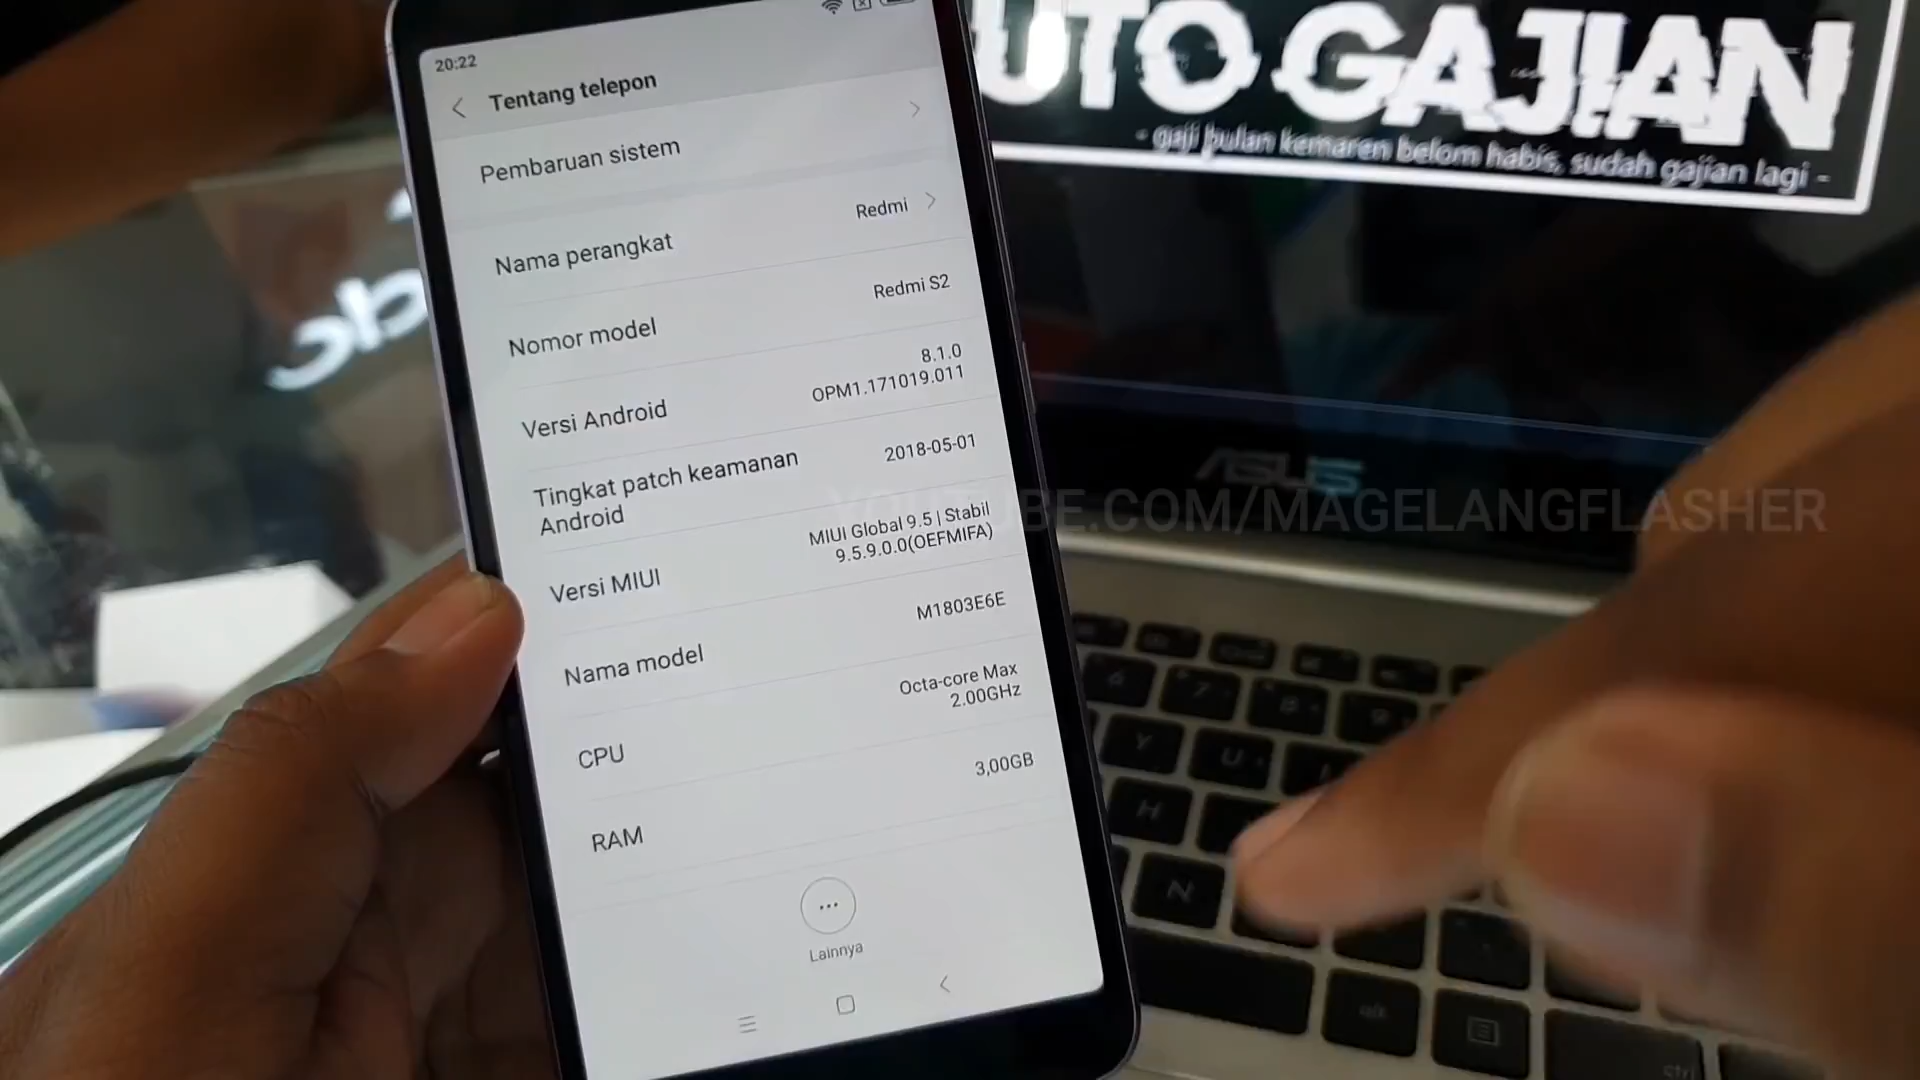 20:22
Tentang telepon
Pembaruan sistem
Nama perangkat
Redmi
Nomor model
Redmi S2
Versi Android
8.1.0
OPM1.171019.011
Tingkat patch keamanan
Android
2018-05-01
Versi MIUI
MIUI Global 9.5 | Stabil
9.5.9.0.0(OEFMIFA)
Nama model
M1803E6E
CPU
Octa-core Max
2.00GHz
RAM
3,00GB
Lainnya
UTO GAJIAN
- gaji bulan kemaren belom habis, sudah gajian lagi -
ASUS
YOUTUBE.COM/MAGELANGFLASHER
Y
U
H
N
alt
ctrl